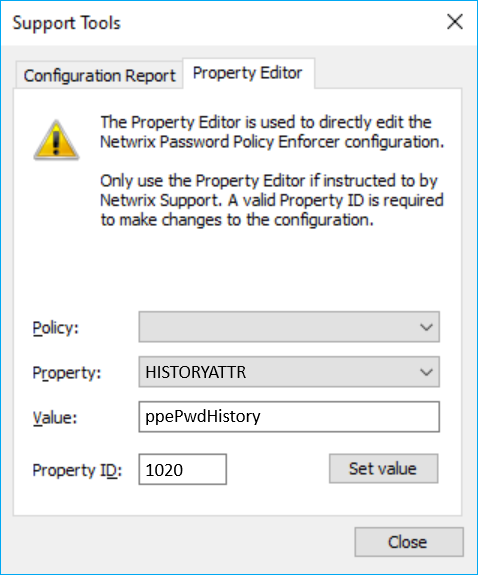 Support Tools
Configuration Report
Property Editor
The Property Editor is used to directly edit the
Netwrix Password Policy Enforcer configuration.
Only use the Property Editor if instructed to by
Netwrix Support. A valid Property ID is required
to make changes to the configuration.
Policy:
Property: HISTORYATTR
Value: ppePwdHistory
Property ID: 1020 Set value
Close